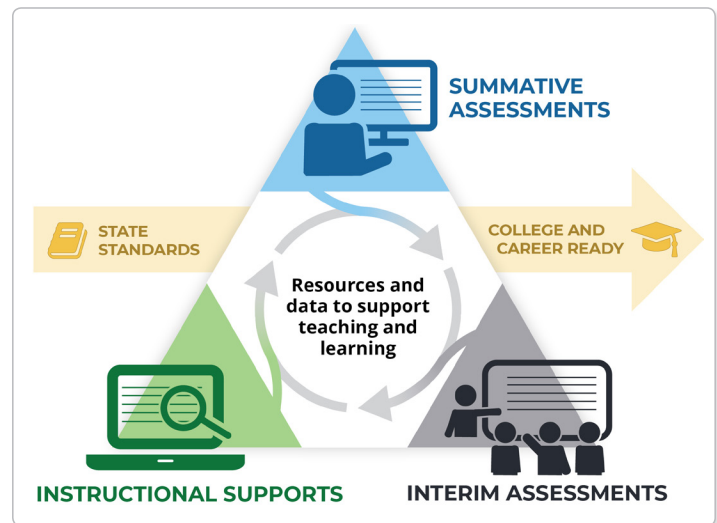 SUMMATIVE
ASSESSMENTS
STATE
STANDARDS
COLLEGE AND
CAREER READY
Resources and
data to support
teaching and
learning
INSTRUCTIONAL SUPPORTS
INTERIM ASSESSMENTS